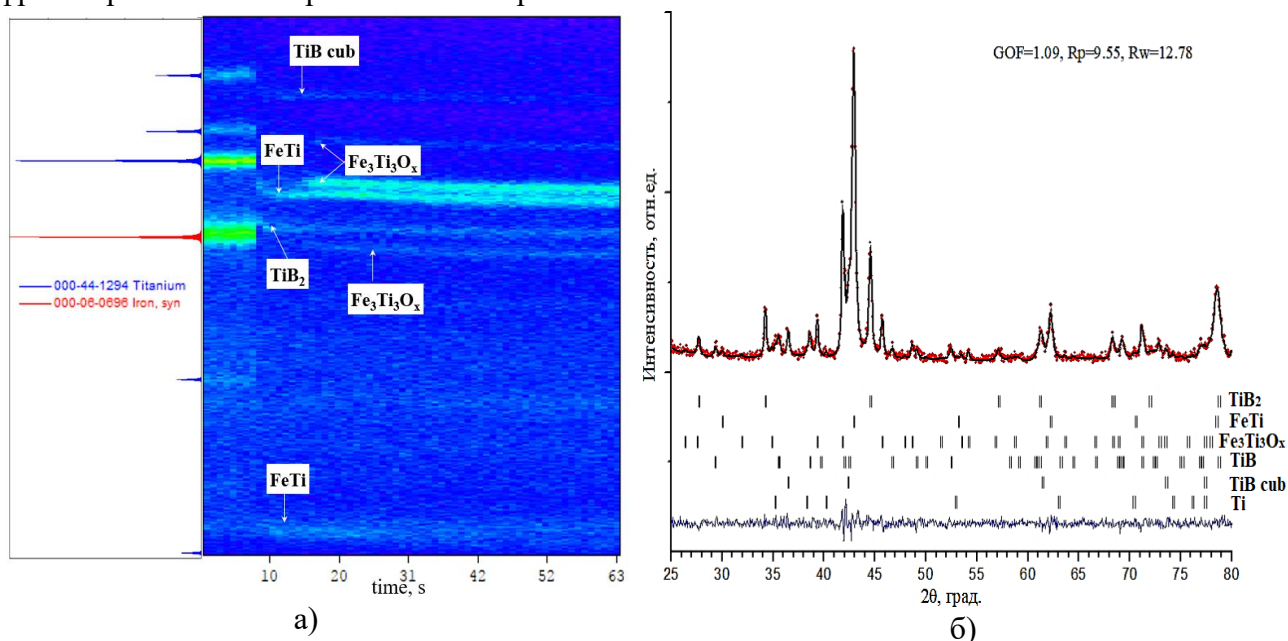 TiB cub
FeTi
Fe₃Ti₃Oₓ
TiB₂
Fe₃Ti₃Oₓ
FeTi
000-44-1294 Titanium
000-06-0696 Iron, syn
10 20 31 42 52 63
time, s
а)
GOF=1.09, Rp=9.55, Rw=12.78
Интенсивность, отн.ед.
TiB₂
FeTi
Fe₃Ti₃Oₓ
TiB
TiB cub
Ti
25 30 35 40 45 50 55 60 65 70 75 80
2θ, град.
б)